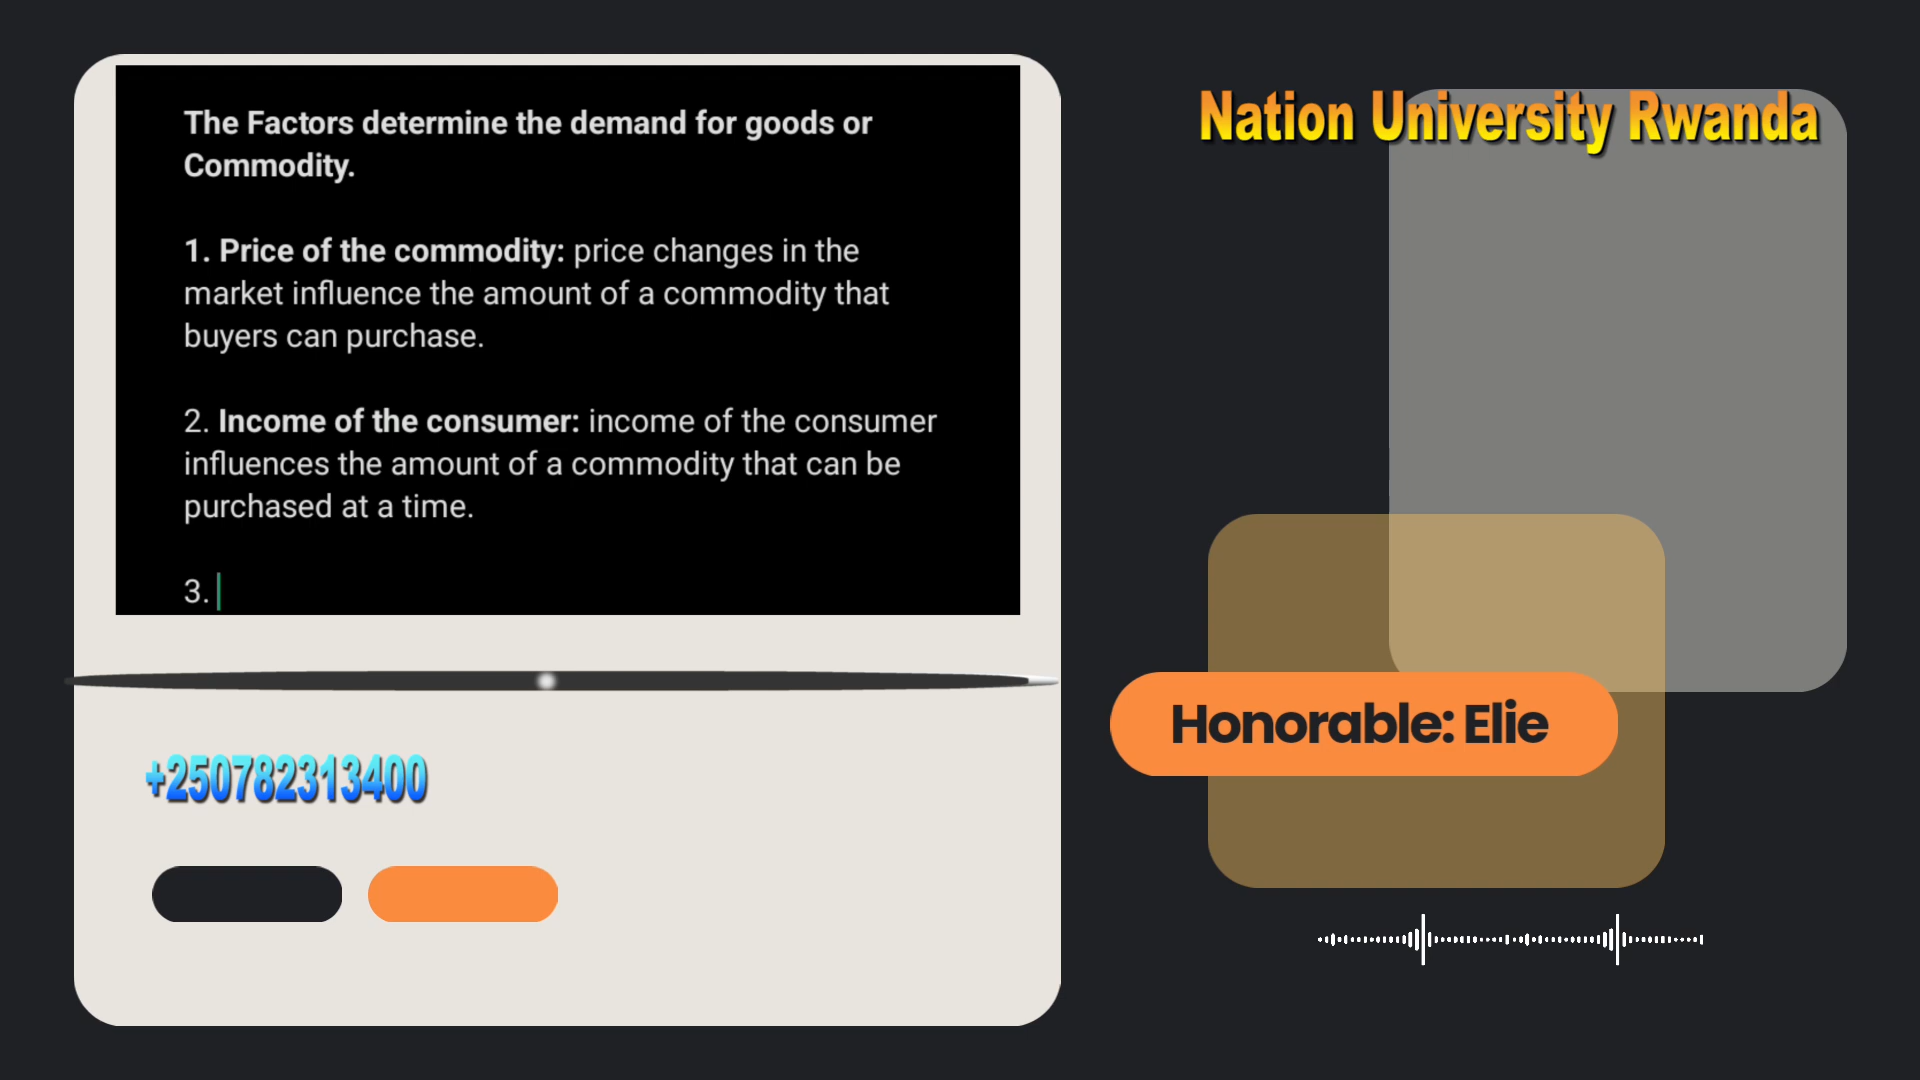 The Factors determine the demand for goods or
Commodity.
1. Price of the commodity: price changes in the
market influence the amount of a commodity that
buyers can purchase.
2. Income of the consumer: income of the consumer
influences the amount of a commodity that can be
purchased at a time.
3.
+250782313400
Nation University Rwanda
Honorable: Elie